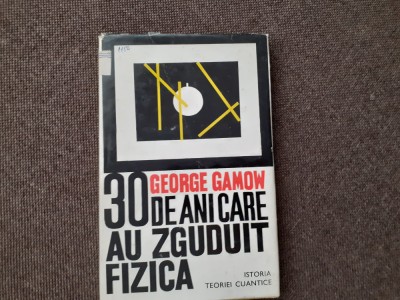 GEORGE GAMOW
30 DE ANI CARE
AU ZGUDUIT
FIZICA
ISTORIA
TEORIEI CUANTICE